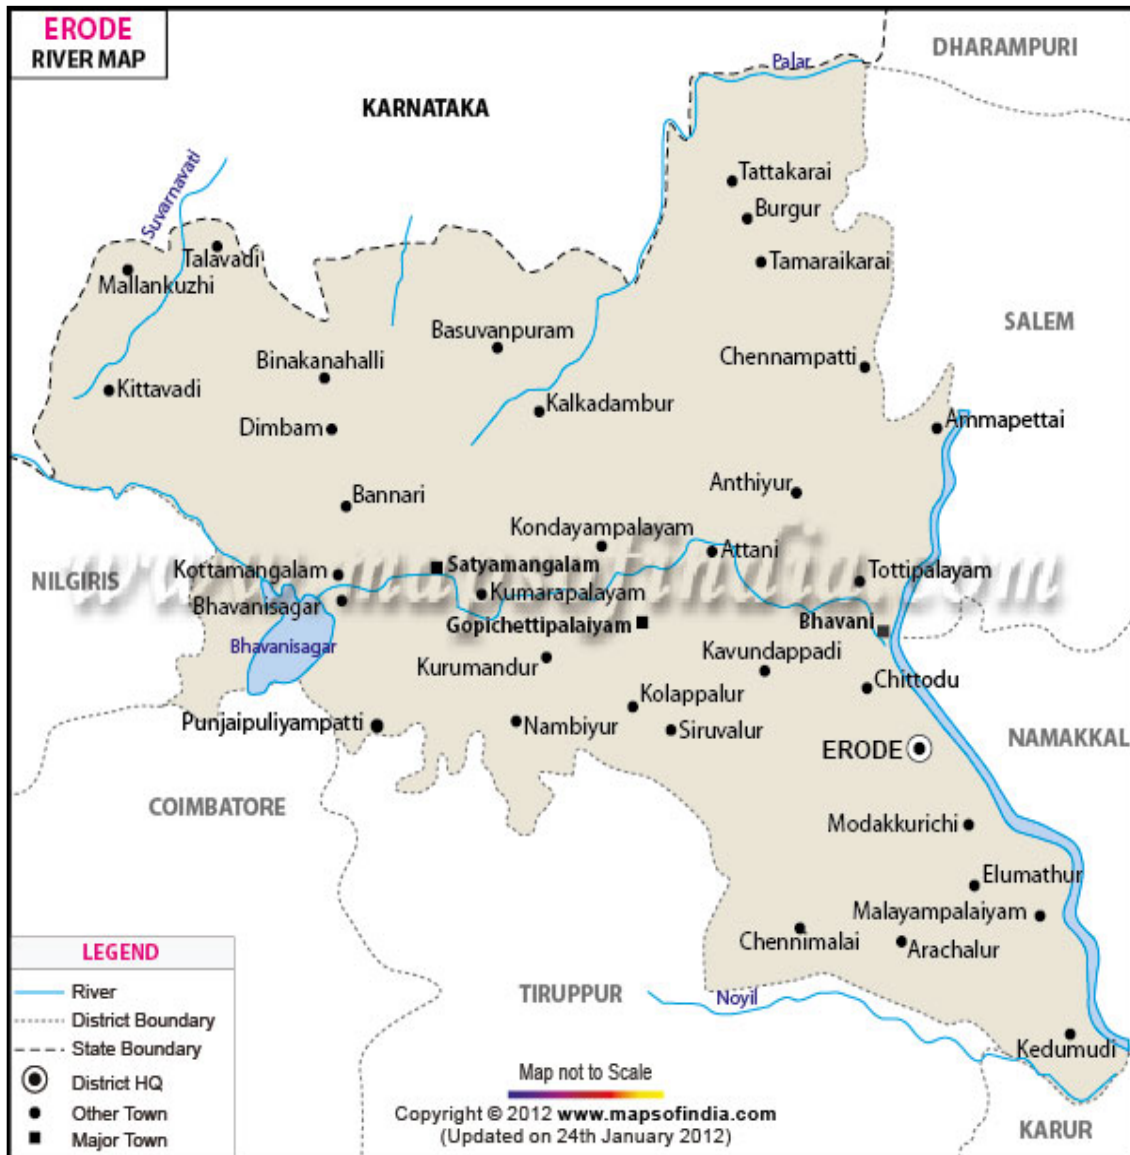 ERODE
RIVER MAP
DHARAMPURI
Palar
KARNATAKA
Suvarnavati
Tattakarai
Burgur
Talavadi
Mallankuzhi
Tamaraikarai
SALEM
Basuvanpuram
Binakanahalli
Chennampatti
Kittavadi
Kalkadambur
Dimbam
Ammapettai
Bannari
Anthiyur
Kondayampalayam
www.mapsofindia.com
Attani
NILGIRIS
Kottamangalam
Satyamangalam
Tottipalayam
Bhavanisagar
Kumarapalayam
Gopichettipalaiyam
Bhavani
Bhavanisagar
Kurumandur
Kavundappadi
Chittodu
Kolappalur
Punjaipuliyampatti
Nambiyur
Siruvalur
NAMAKKAL
ERODE
COIMBATORE
Modakkurichi
Elumathur
Malayampalaiyam
Chennimalai
Arachalur
TIRUPPUR
Noyil
Kedumudi
KARUR
LEGEND
River
District Boundary
State Boundary
District HQ
Other Town
Major Town
Map not to Scale
Copyright © 2012 www.mapsofindia.com
(Updated on 24th January 2012)